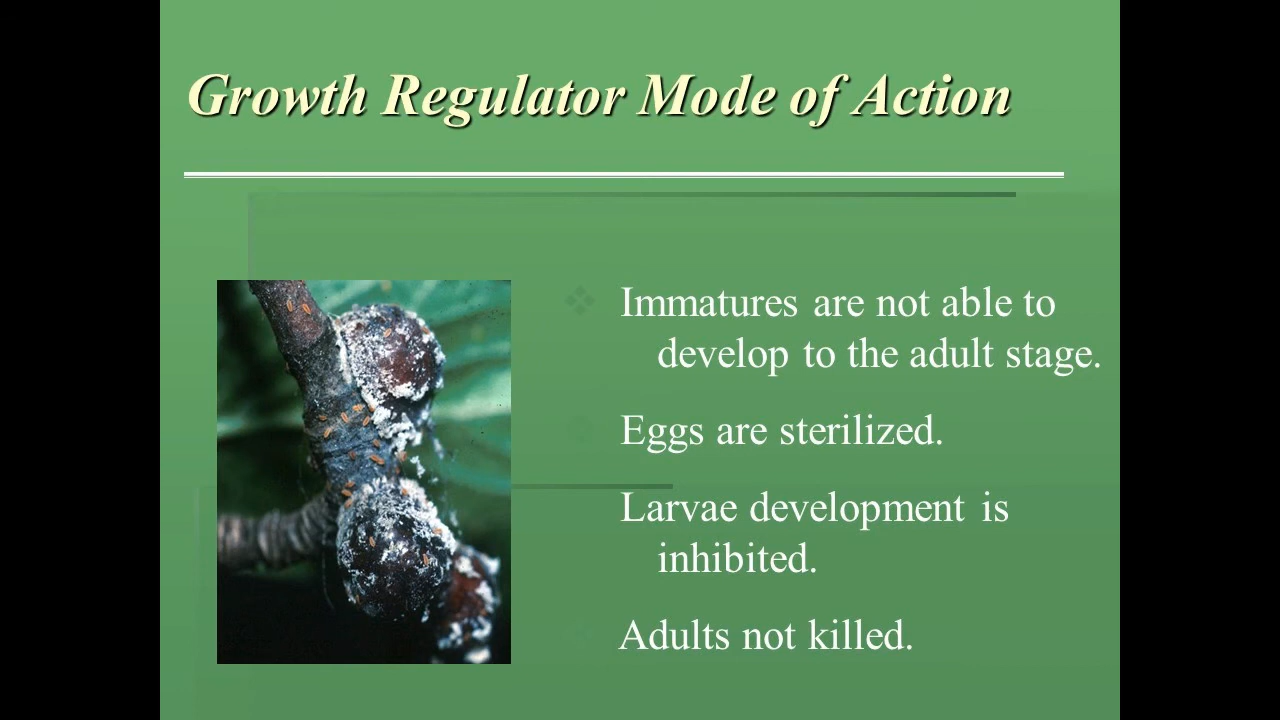 Growth Regulator Mode of Action
Immatures are not able to
develop to the adult stage.
Eggs are sterilized.
Larvae development is
inhibited.
Adults not killed.